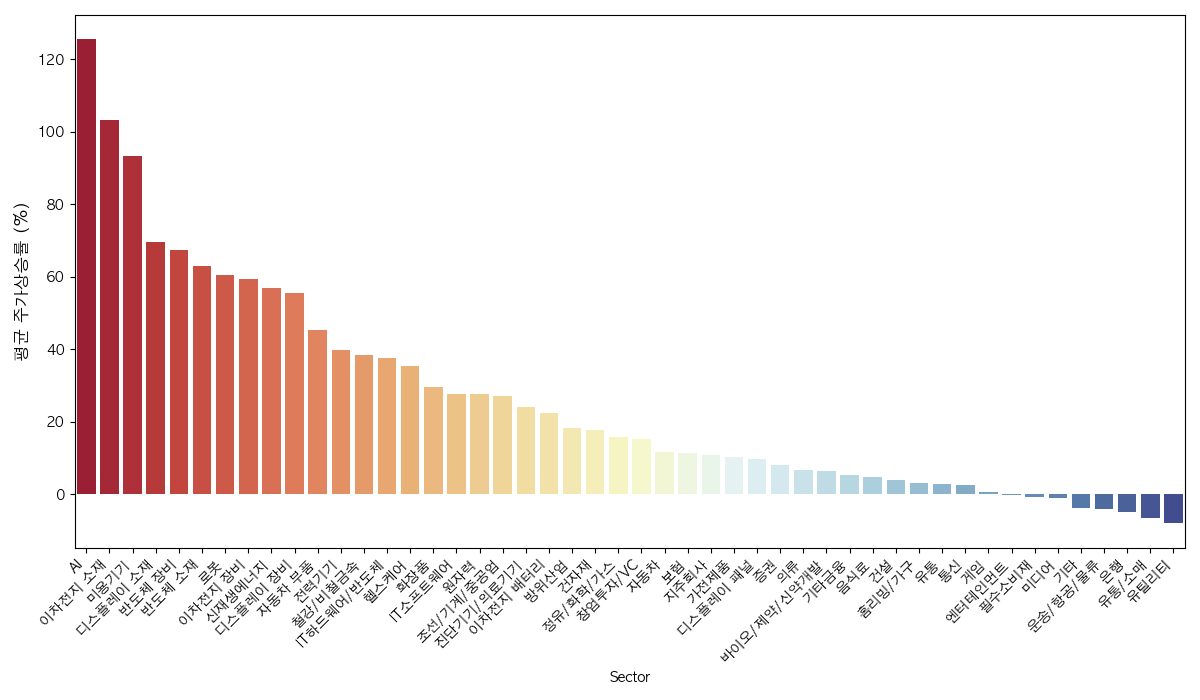 평균 주가상승률 (%)
120
100
80
60
40
20
0
AI
이차전지 소재
미용기기
디스플레이 소재
반도체 장비
반도체 소재
로봇
이차전지 장비
신재생에너지
디스플레이 장비
자동차 부품
전력기기
철강/비철금속
IT하드웨어/반도체
헬스케어
화장품
IT소프트웨어
원자력
조선/기계/중공업
진단기기/의료기기
이차전지 배터리
방위산업
건자재
정유/화학/가스
창업투자/VC
자동차
보험
지주회사
가전제품
디스플레이 패널
증권
의류
바이오/제약/신약개발
기타금융
음식료
건설
홈리빙/가구
유통
통신
게임
엔터테인먼트
필수소비재
미디어
기타
운송/항공/물류
은행
유통/소매
유틸리티
Sector